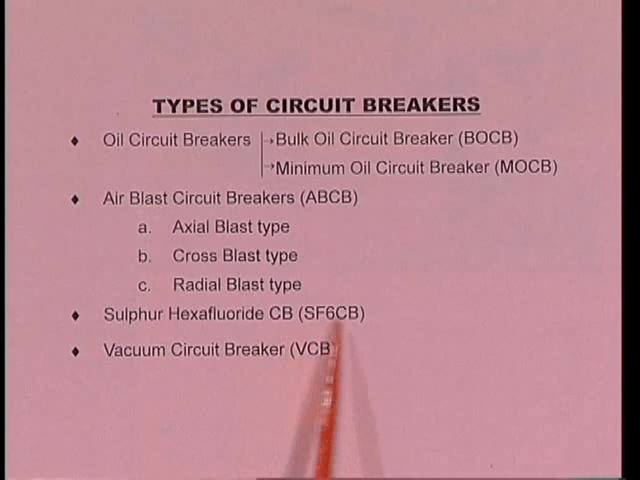 TYPES OF CIRCUIT BREAKERS
♦ Oil Circuit Breakers →Bulk Oil Circuit Breaker (BOCB)
→Minimum Oil Circuit Breaker (MOCB)
♦ Air Blast Circuit Breakers (ABCB)
a. Axial Blast type
b. Cross Blast type
c. Radial Blast type
♦ Sulphur Hexafluoride CB (SF6CB)
♦ Vacuum Circuit Breaker (VCB)